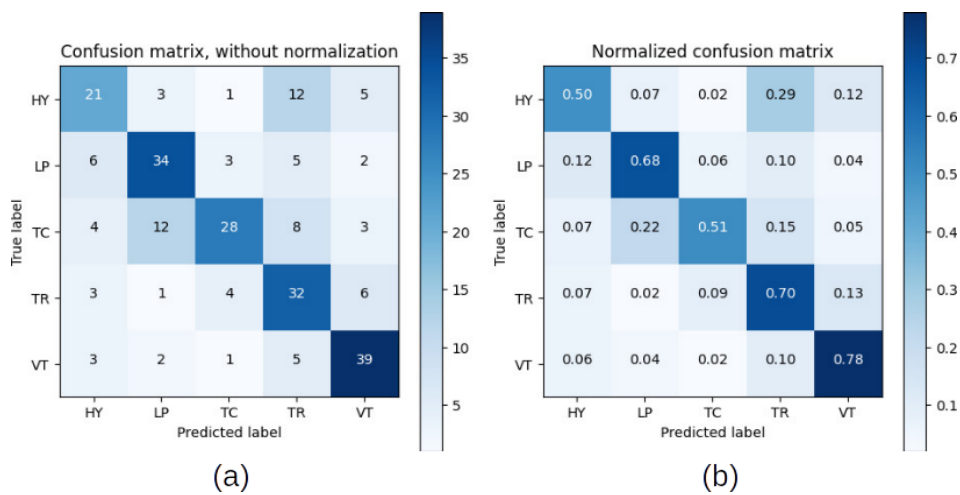 Confusion matrix, without normalization
HY 21 3 1 12 5
LP 6 34 3 5 2
TC 4 12 28 8 3
TR 3 1 4 32 6
VT 3 2 1 5 39
HY LP TC TR VT
True label
Predicted label
35
30
25
20
15
10
5
(a)
Normalized confusion matrix
HY 0.50 0.07 0.02 0.29 0.12
LP 0.12 0.68 0.06 0.10 0.04
TC 0.07 0.22 0.51 0.15 0.05
TR 0.07 0.02 0.09 0.70 0.13
VT 0.06 0.04 0.02 0.10 0.78
HY LP TC TR VT
True label
Predicted label
0.7
0.6
0.5
0.4
0.3
0.2
0.1
(b)